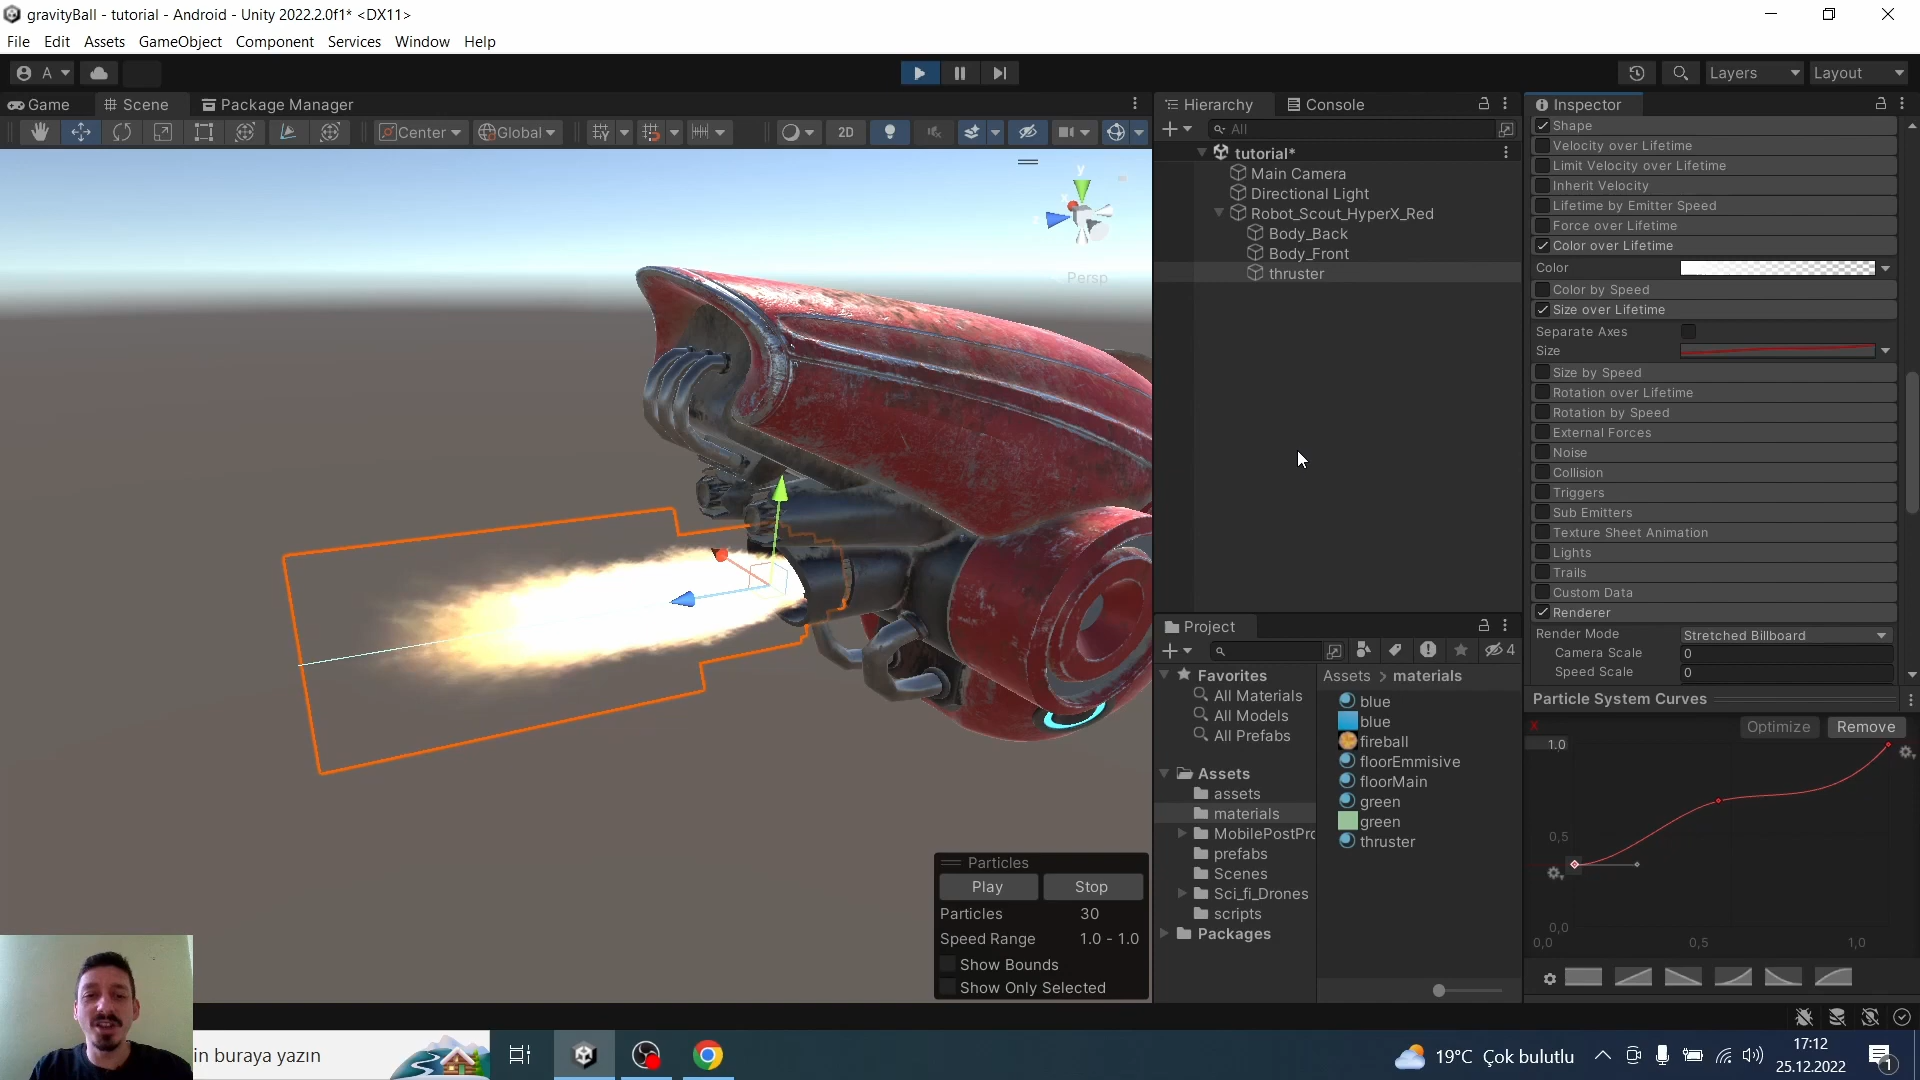 gravityBall - tutorial - Android - Unity 2022.2.0f1* <DX11>
File Edit Assets GameObject Component Services Window Help
A
Layers
Layout
Game
Scene
Package Manager
Center
Global
2D
y
x
Persp
Hierarchy
Console
All
tutorial*
Main Camera
Directional Light
Robot_Scout_HyperX_Red
Body_Back
Body_Front
thruster
Inspector
Shape
Velocity over Lifetime
Limit Velocity over Lifetime
Inherit Velocity
Lifetime by Emitter Speed
Force over Lifetime
Color over Lifetime
Color
Color by Speed
Size over Lifetime
Separate Axes
Size
Size by Speed
Rotation over Lifetime
Rotation by Speed
External Forces
Noise
Collision
Triggers
Sub Emitters
Texture Sheet Animation
Lights
Trails
Custom Data
Renderer
Render Mode Stretched Billboard
Camera Scale 0
Speed Scale 0
Particle System Curves
Optimize Remove
1.0
0,5
0,0
0,0 0,5 1,0
Project
4
Favorites
All Materials
All Models
All Prefabs
Assets
assets
materials
MobilePostPro
prefabs
Scenes
Sci_fi_Drones
scripts
Packages
Assets > materials
blue
blue
fireball
floorEmmisive
floorMain
green
green
thruster
Particles
Play Stop
Particles 30
Speed Range 1.0 - 1.0
Show Bounds
Show Only Selected
in buraya yazın
19°C Çok bulutlu
17:12
25.12.2022
1